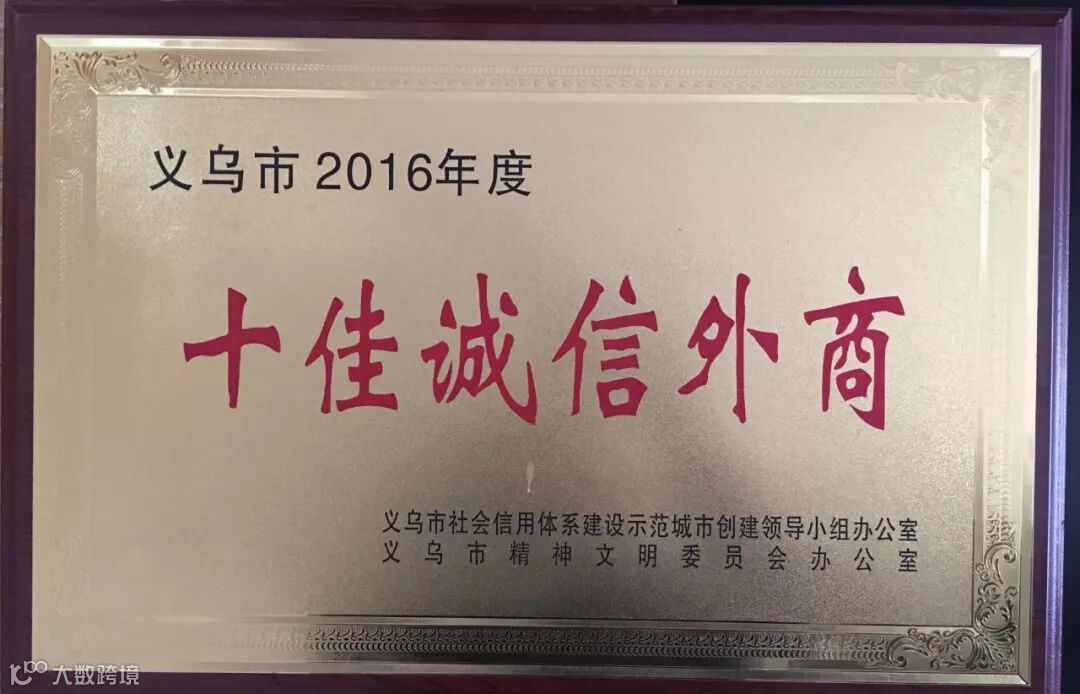 义乌市 2016年度
十佳诚信外商
义乌市社会信用体系建设示范城市创建领导小组办公室
义乌市精神文明委员会办公室
大数跨境